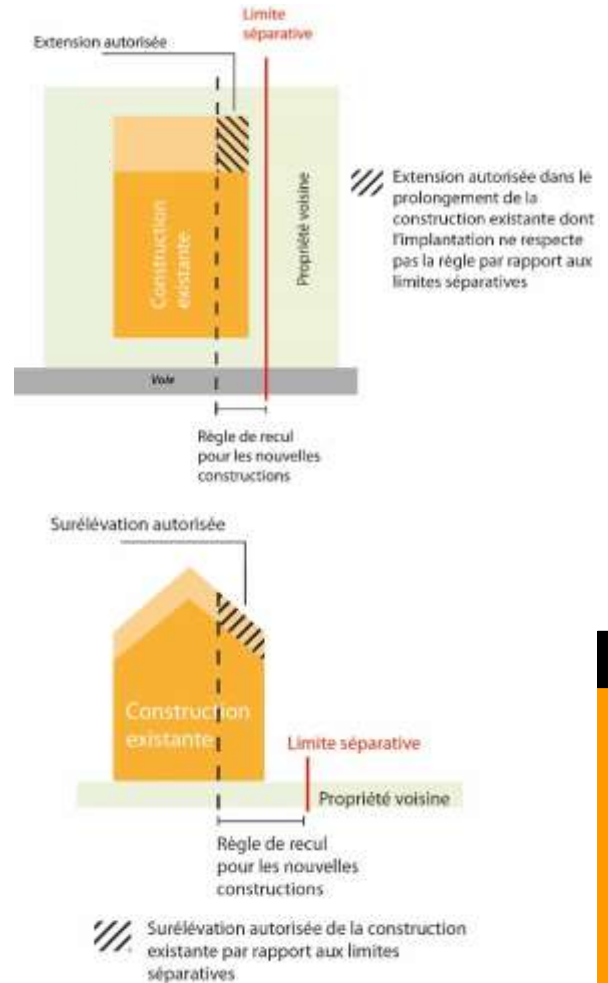 Limite
séparative
Extension autorisée
Construction
existante
Propriété voisine
Extension autorisée dans le
prolongement de la
construction existante dont
l'implantation ne respecte
pas la règle par rapport aux
limites séparatives
Voie
Règle de recul
pour les nouvelles
constructions
Surélévation autorisée
Construction
existante
Limite séparative
Propriété voisine
Règle de recul
pour les nouvelles
constructions
Surélévation autorisée de la construction
existante par rapport aux limites
séparatives